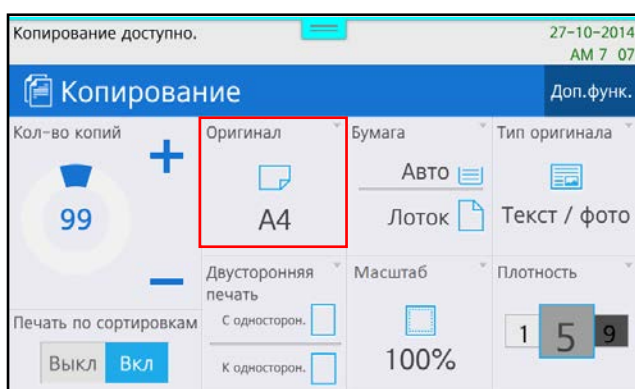 Копирование доступно.
27-10-2014
AM 7 07
Копирование
Доп.функ.
Кол-во копий
99
Оригинал
A4
Бумага
Авто
Лоток
Тип оригинала
Текст / фото
Печать по сортировкам
Выкл Вкл
Двусторонняя
печать
С односторон.
К односторон.
Масштаб
100%
Плотность
1 5 9